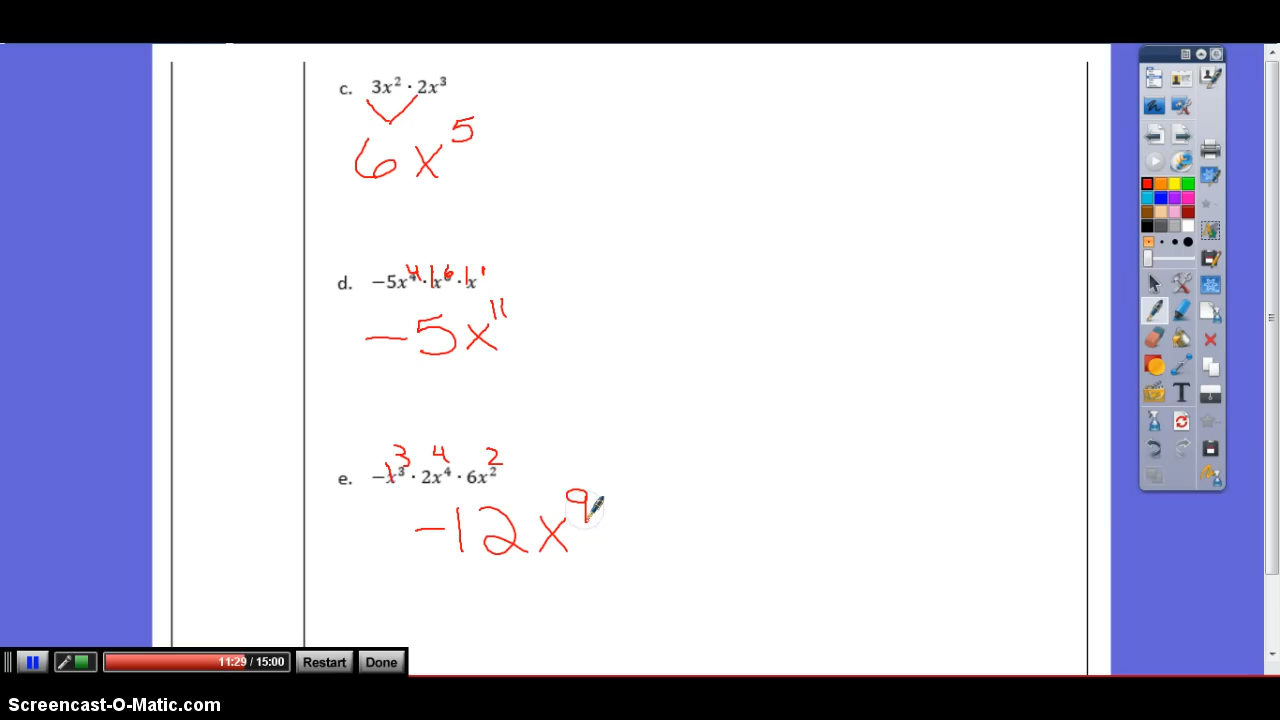 c. 3x² · 2x³
6x⁵
d. −5x⁴ · x⁶ · x
4 1 6 1 1
−5x¹¹
3 4 2
e. −x³ · 2x⁴ · 6x²
1
−12x⁹
T
11:29 / 15:00 Restart Done
Screencast-O-Matic.com